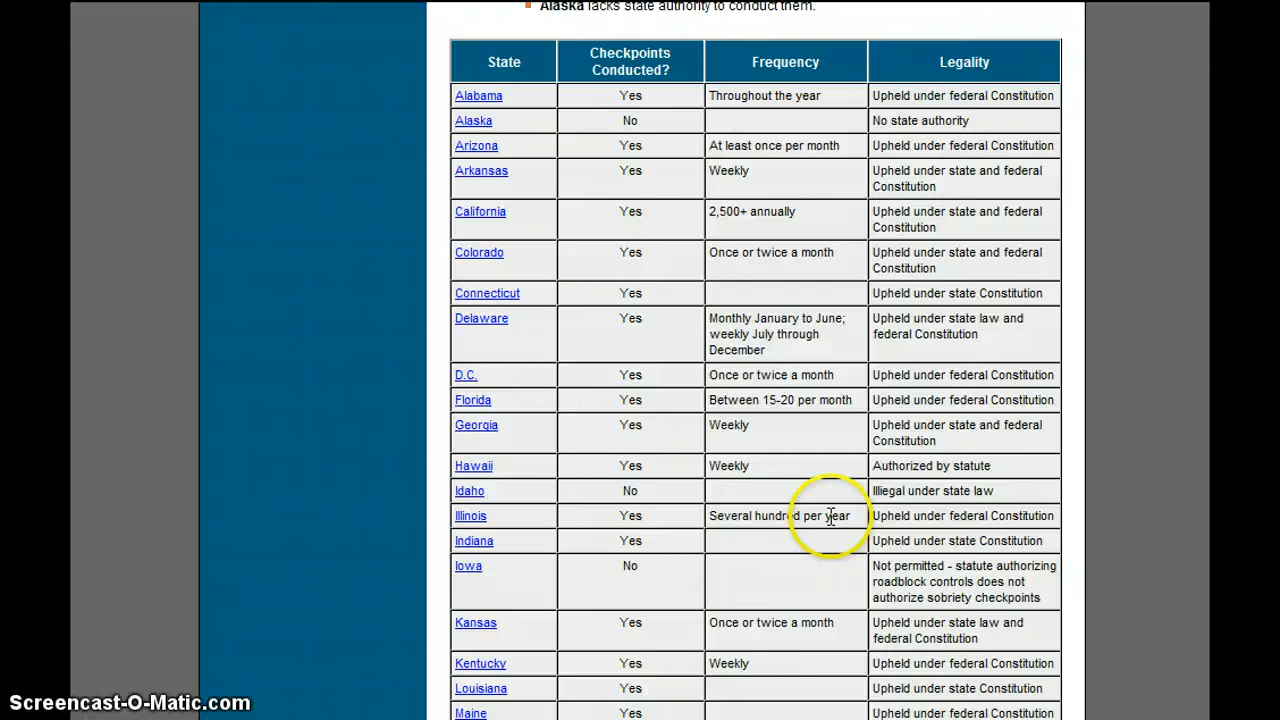 Alaska lacks state authority to conduct them.
State Checkpoints Conducted? Frequency Legality
Alabama Yes Throughout the year Upheld under federal Constitution
Alaska No No state authority
Arizona Yes At least once per month Upheld under federal Constitution
Arkansas Yes Weekly Upheld under state and federal Constitution
California Yes 2,500+ annually Upheld under state and federal Constitution
Colorado Yes Once or twice a month Upheld under state and federal Constitution
Connecticut Yes Upheld under state Constitution
Delaware Yes Monthly January to June; weekly July through December Upheld under state law and federal Constitution
D.C. Yes Once or twice a month Upheld under federal Constitution
Florida Yes Between 15-20 per month Upheld under federal Constitution
Georgia Yes Weekly Upheld under state and federal Constitution
Hawaii Yes Weekly Authorized by statute
Idaho No Illegal under state law
Illinois Yes Several hundred per year Upheld under federal Constitution
Indiana Yes Upheld under state Constitution
Iowa No Not permitted - statute authorizing roadblock controls does not authorize sobriety checkpoints
Kansas Yes Once or twice a month Upheld under state law and federal Constitution
Kentucky Yes Weekly Upheld under federal Constitution
Louisiana Yes Upheld under state Constitution
Maine Yes
Screencast-O-Matic.com